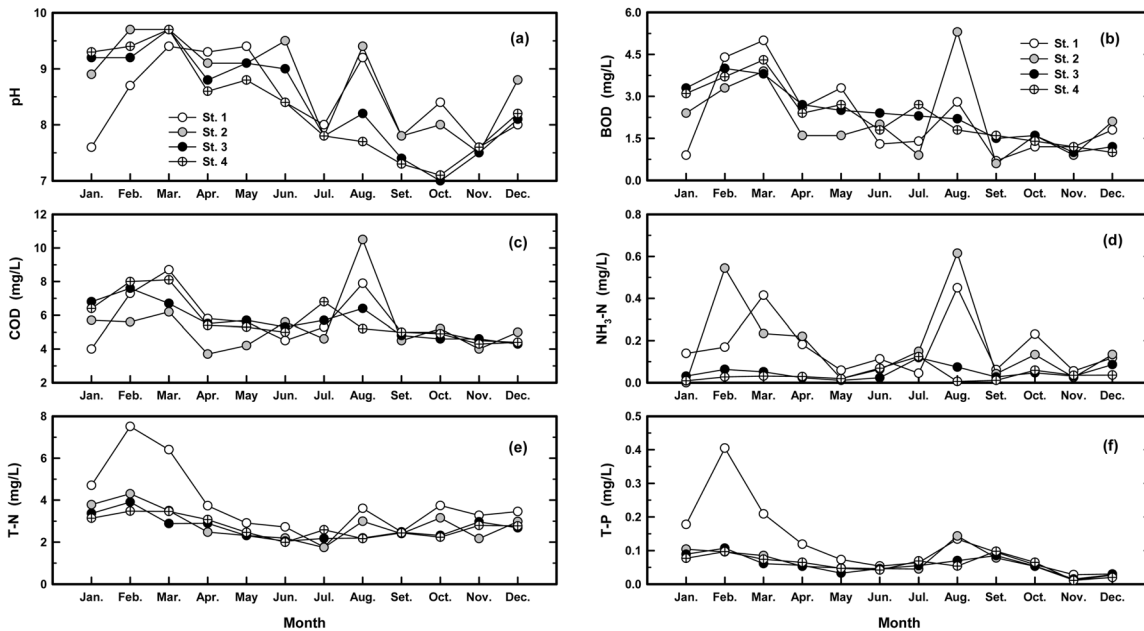 10
9
8
7
pH
(a)
St. 1
St. 2
St. 3
St. 4
Jan. Feb. Mar. Apr. May Jun. Jul. Aug. Set. Oct. Nov. Dec.
6.0
4.5
3.0
1.5
0.0
BOD (mg/L)
(b)
St. 1
St. 2
St. 3
St. 4
Jan. Feb. Mar. Apr. May Jun. Jul. Aug. Set. Oct. Nov. Dec.
12
10
8
6
4
2
COD (mg/L)
(c)
Jan. Feb. Mar. Apr. May Jun. Jul. Aug. Set. Oct. Nov. Dec.
0.8
0.6
0.4
0.2
0.0
NH₃-N (mg/L)
(d)
Jan. Feb. Mar. Apr. May Jun. Jul. Aug. Set. Oct. Nov. Dec.
8
6
4
2
0
T-N (mg/L)
(e)
Jan. Feb. Mar. Apr. May Jun. Jul. Aug. Set. Oct. Nov. Dec.
Month
0.5
0.4
0.3
0.2
0.1
0.0
T-P (mg/L)
(f)
Jan. Feb. Mar. Apr. May Jun. Jul. Aug. Set. Oct. Nov. Dec.
Month